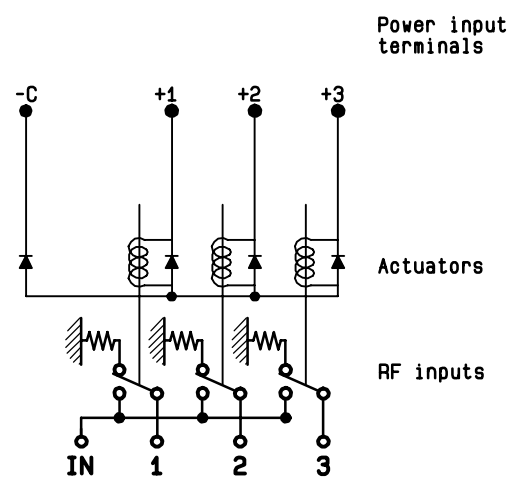 Power input
terminals
-C +1 +2 +3
Actuators
RF inputs
IN 1 2 3